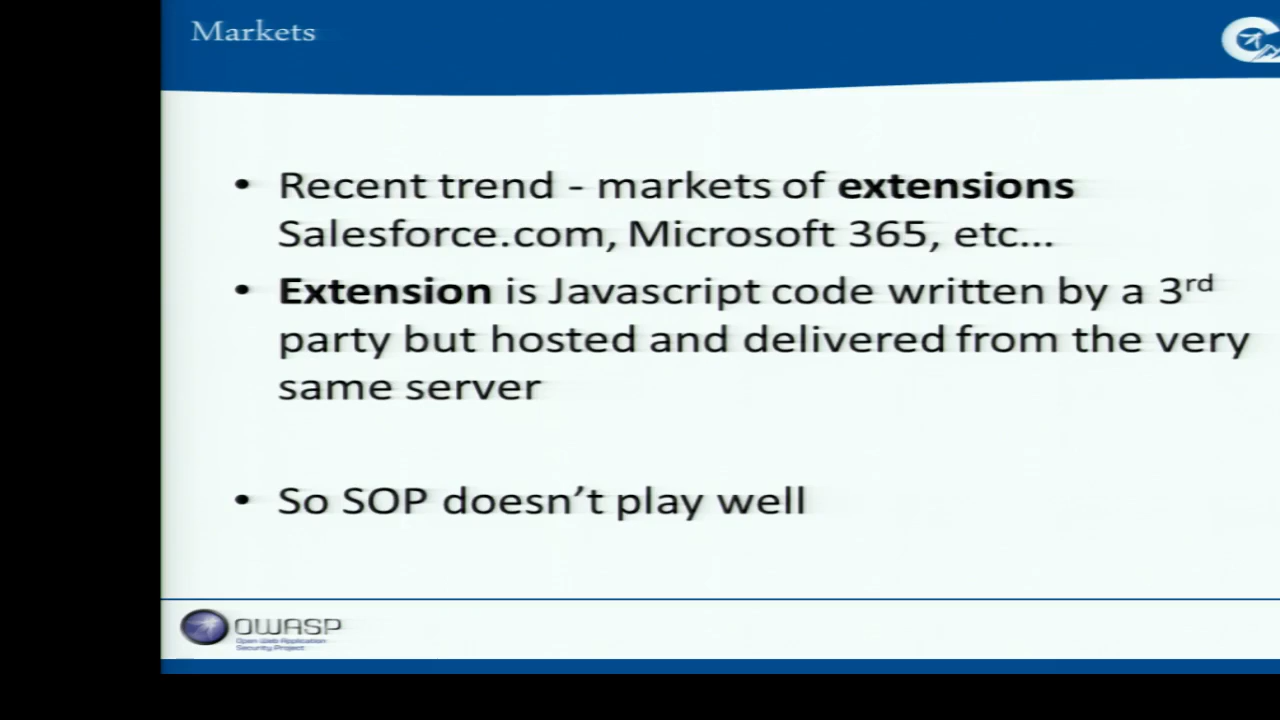 Markets
• Recent trend - markets of extensions
Salesforce.com, Microsoft 365, etc...
• Extension is Javascript code written by a 3rd
party but hosted and delivered from the very
same server
• So SOP doesn't play well
OWASP
Open Web Application
Security Project